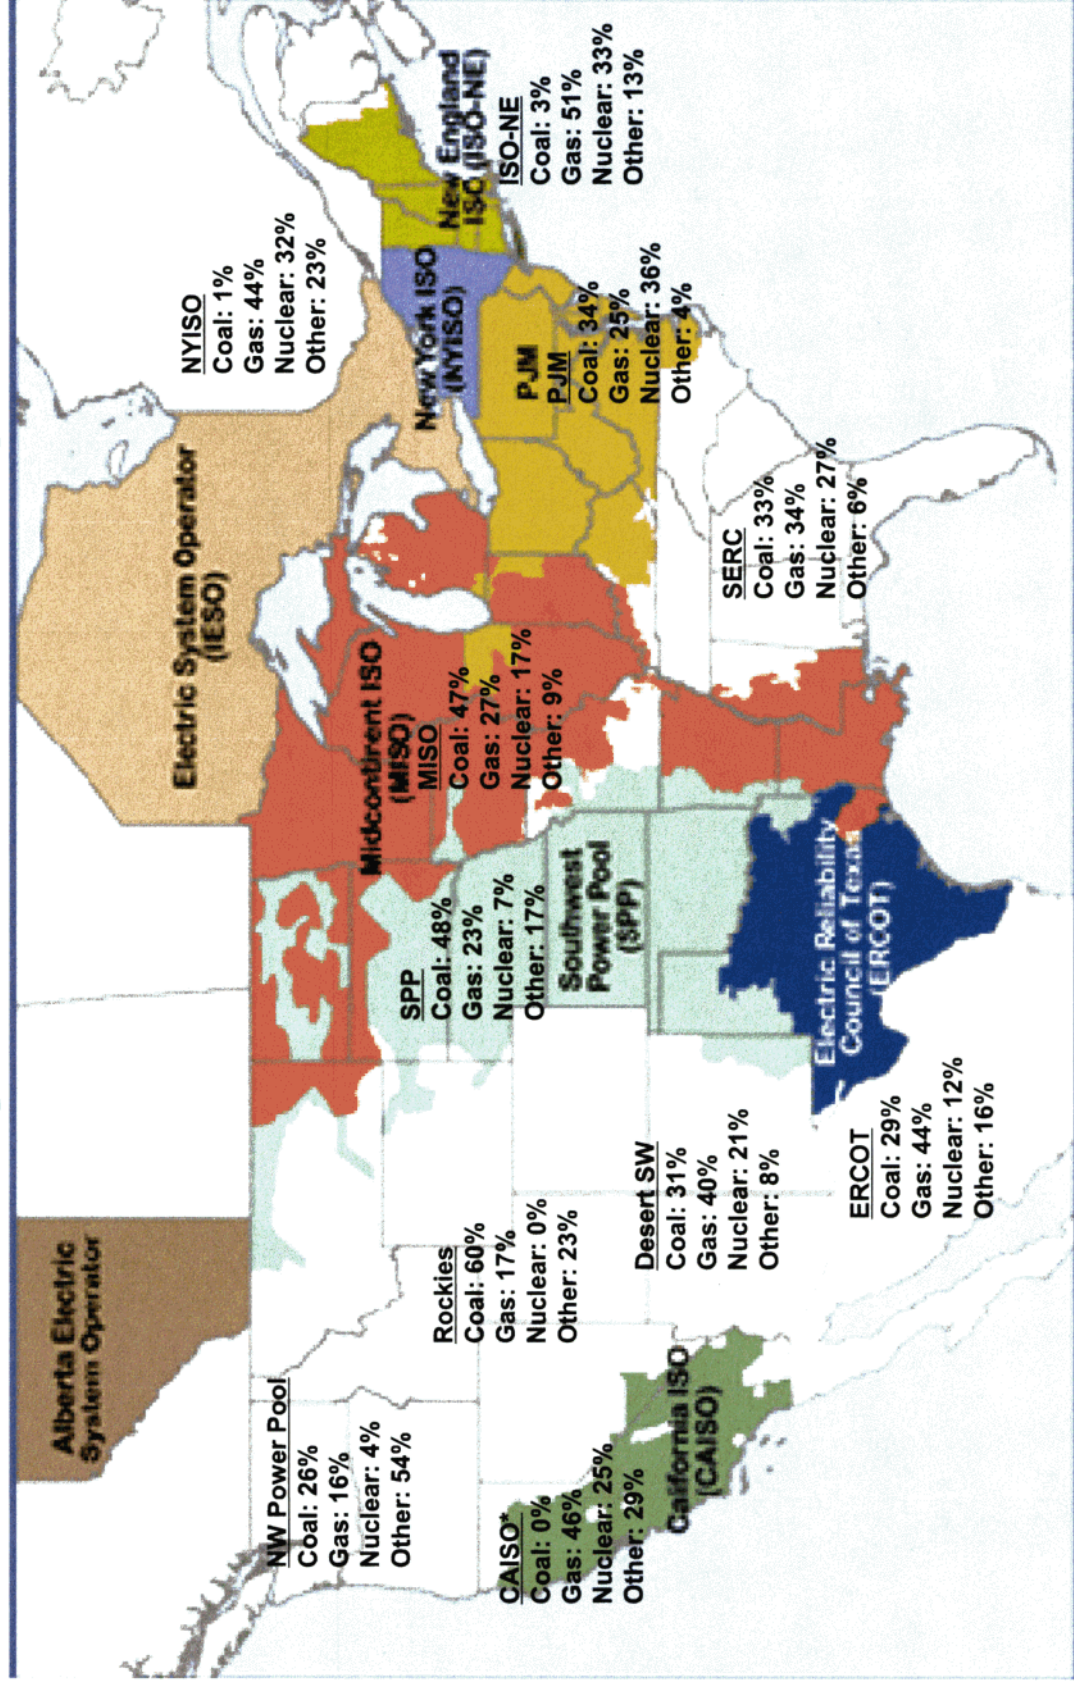 Alberta Electric
System Operator
Electric System Operator
(IESO)
NYISO
Coal: 1%
Gas: 44%
Nuclear: 32%
Other: 23%
NW Power Pool
Coal: 26%
Gas: 16%
Nuclear: 4%
Other: 54%
Midcontinent ISO
(MISO)
MISO
Coal: 47%
Gas: 27%
Nuclear: 17%
Other: 9%
New York ISO
(NYISO)
New England
ISO (ISO-NE)
ISO-NE
Coal: 3%
Gas: 51%
Nuclear: 33%
Other: 13%
SPP
Coal: 48%
Gas: 23%
Nuclear: 7%
Other: 17%
Rockies
Coal: 60%
Gas: 17%
Nuclear: 0%
Other: 23%
PJM
PJM
Coal: 34%
Gas: 25%
Nuclear: 36%
Other: 4%
CAISO*
Coal: 0%
Gas: 46%
Nuclear: 25%
Other: 29%
Southwest
Power Pool
(SPP)
California ISO
(CAISO)
Desert SW
Coal: 31%
Gas: 40%
Nuclear: 21%
Other: 8%
SERC
Coal: 33%
Gas: 34%
Nuclear: 27%
Other: 6%
Electric Reliability
Council of Texas
(ERCOT)
ERCOT
Coal: 29%
Gas: 44%
Nuclear: 12%
Other: 16%